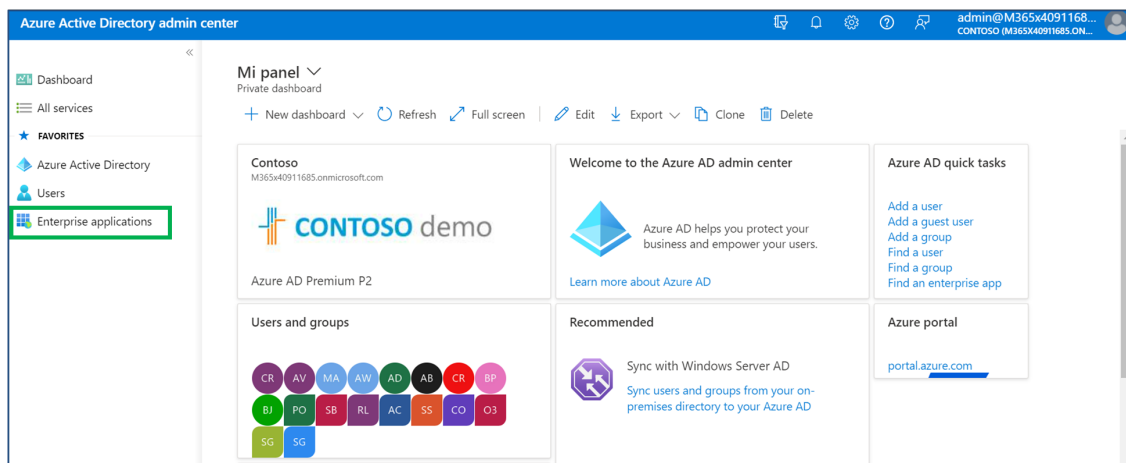 Azure Active Directory admin center
admin@M365x4091168...
CONTOSO (M365X40911685.ON...
«
Dashboard
All services
FAVORITES
Azure Active Directory
Users
Enterprise applications
Mi panel
Private dashboard
New dashboard
Refresh
Full screen
Edit
Export
Clone
Delete
Contoso
M365x40911685.onmicrosoft.com
CONTOSO demo
Azure AD Premium P2
Welcome to the Azure AD admin center
Azure AD helps you protect your
business and empower your users.
Learn more about Azure AD
Azure AD quick tasks
Add a user
Add a guest user
Add a group
Find a user
Find a group
Find an enterprise app
Users and groups
CR AV MA AW AD AB CR BP
BJ PO SB RL AC SS CO O3
SG SG
Recommended
Sync with Windows Server AD
Sync users and groups from your on-
premises directory to your Azure AD
Azure portal
portal.azure.com